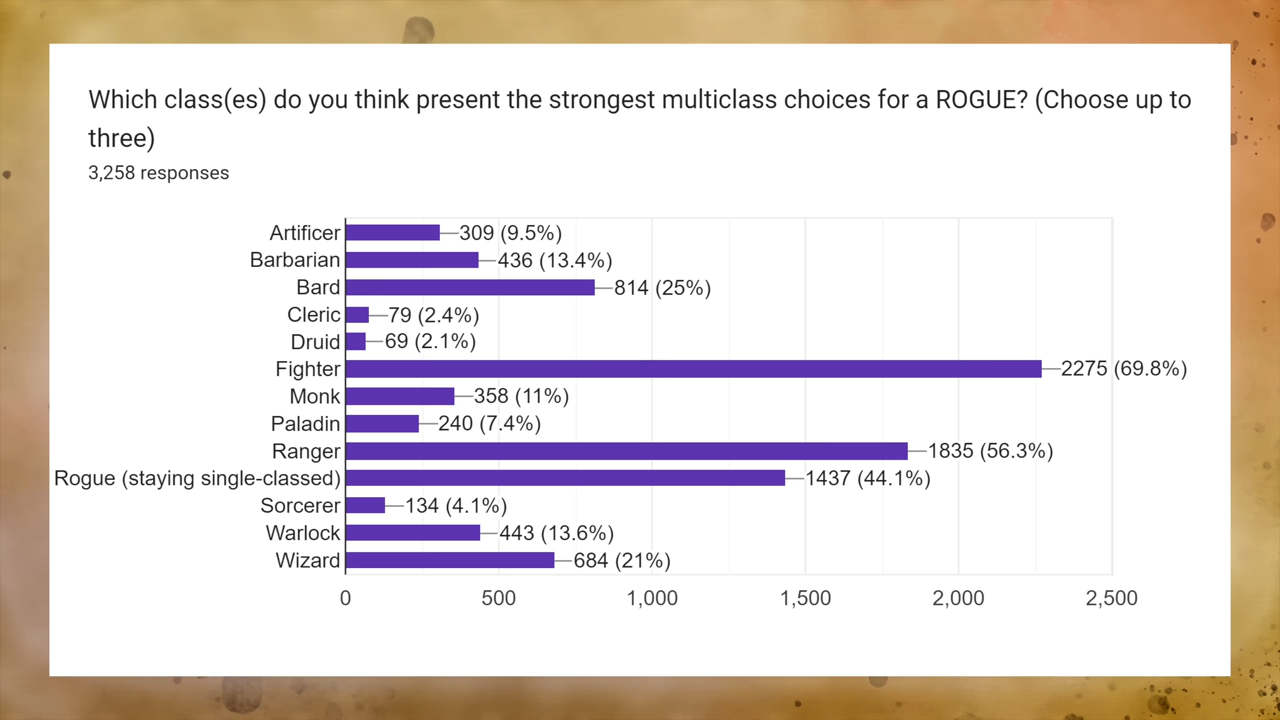 Which class(es) do you think present the strongest multiclass choices for a ROGUE? (Choose up to
three)
3,258 responses
Artificer 309 (9.5%)
Barbarian 436 (13.4%)
Bard 814 (25%)
Cleric 79 (2.4%)
Druid 69 (2.1%)
Fighter 2275 (69.8%)
Monk 358 (11%)
Paladin 240 (7.4%)
Ranger 1835 (56.3%)
Rogue (staying single-classed) 1437 (44.1%)
Sorcerer 134 (4.1%)
Warlock 443 (13.6%)
Wizard 684 (21%)
0 500 1,000 1,500 2,000 2,500